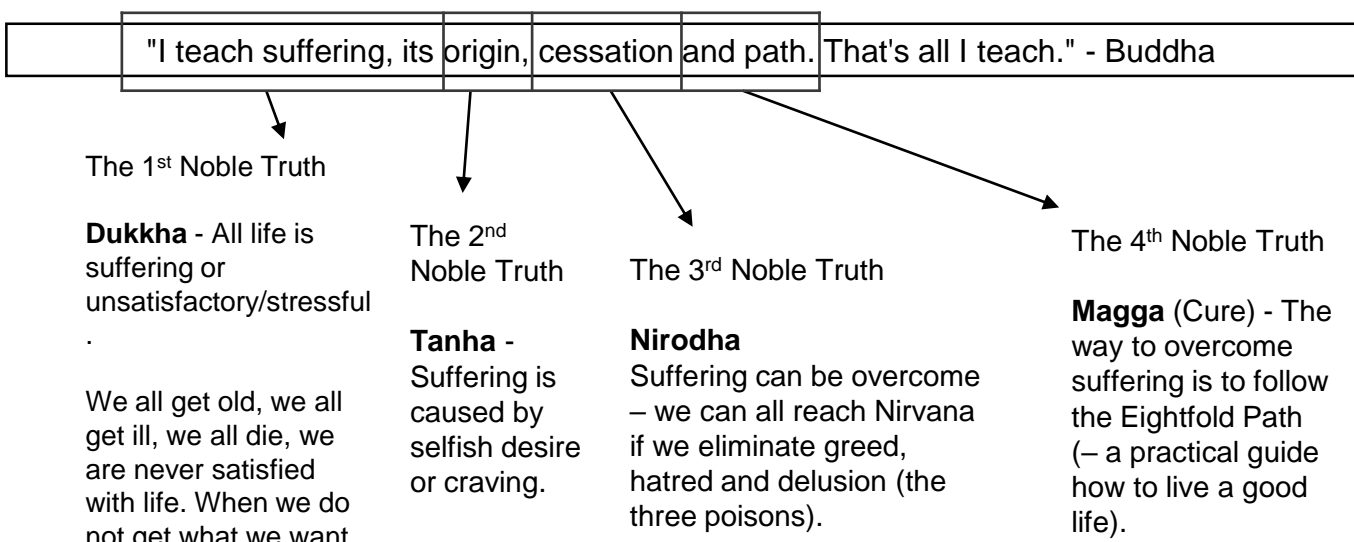 "I teach suffering, its origin, cessation and path. That's all I teach." - Buddha
The 1st Noble Truth
Dukkha - All life is
suffering or
unsatisfactory/stressful
.
We all get old, we all
get ill, we all die, we
are never satisfied
with life. When we do
not get what we want
The 2nd
Noble Truth
Tanha -
Suffering is
caused by
selfish desire
or craving.
The 3rd Noble Truth
Nirodha
Suffering can be overcome
– we can all reach Nirvana
if we eliminate greed,
hatred and delusion (the
three poisons).
The 4th Noble Truth
Magga (Cure) - The
way to overcome
suffering is to follow
the Eightfold Path
(– a practical guide
how to live a good
life).